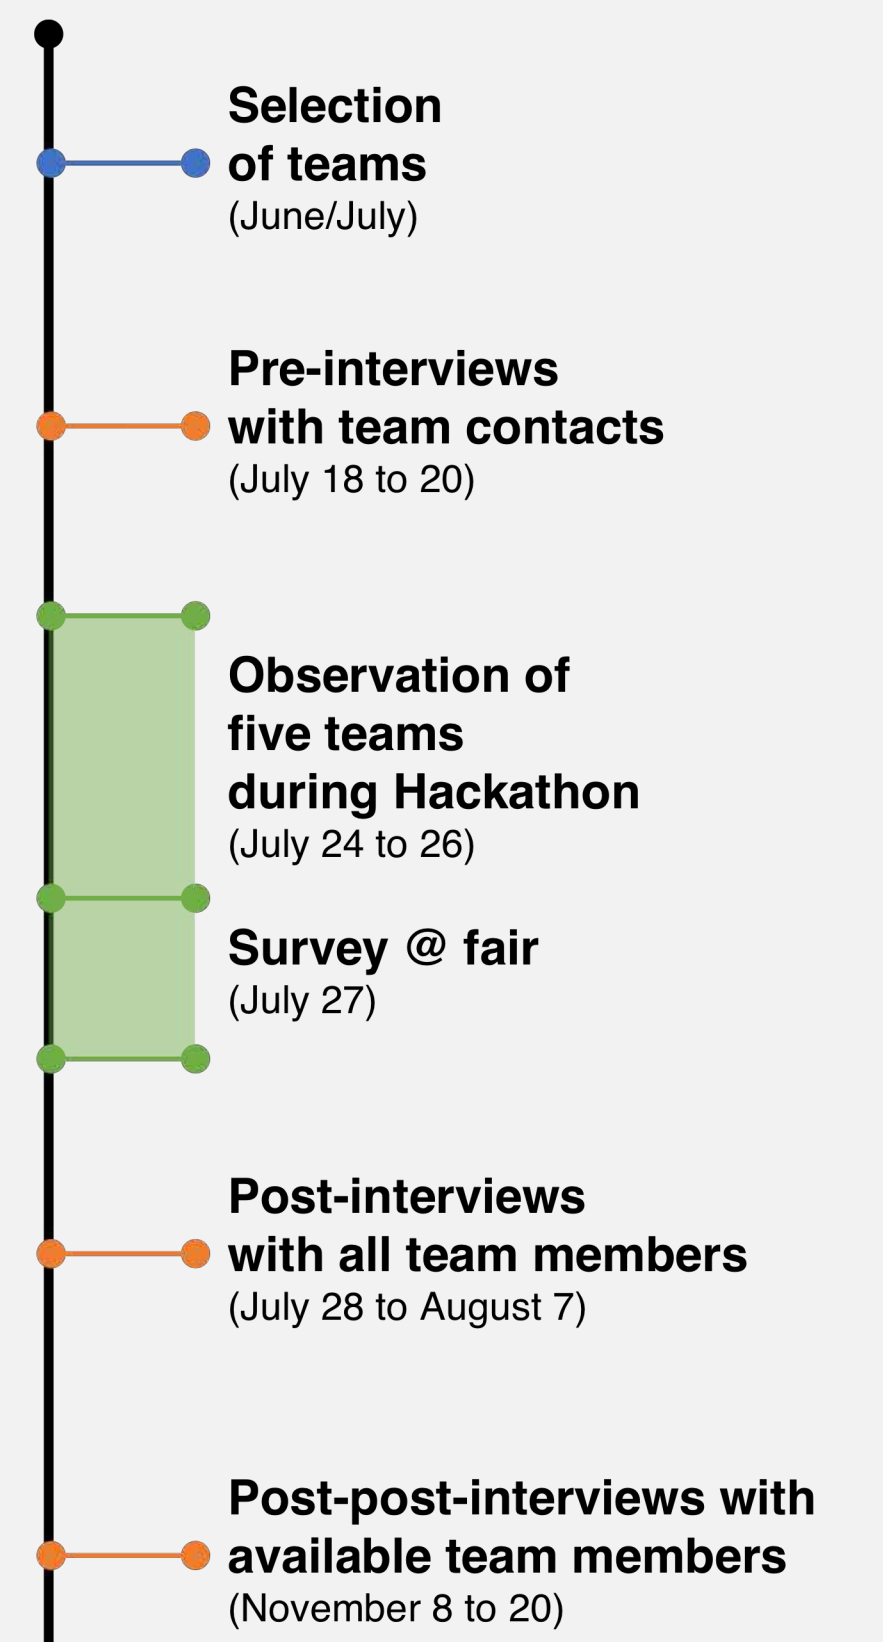 Selection
of teams
(June/July)
Pre-interviews
with team contacts
(July 18 to 20)
Observation of
five teams
during Hackathon
(July 24 to 26)
Survey @ fair
(July 27)
Post-interviews
with all team members
(July 28 to August 7)
Post-post-interviews with
available team members
(November 8 to 20)